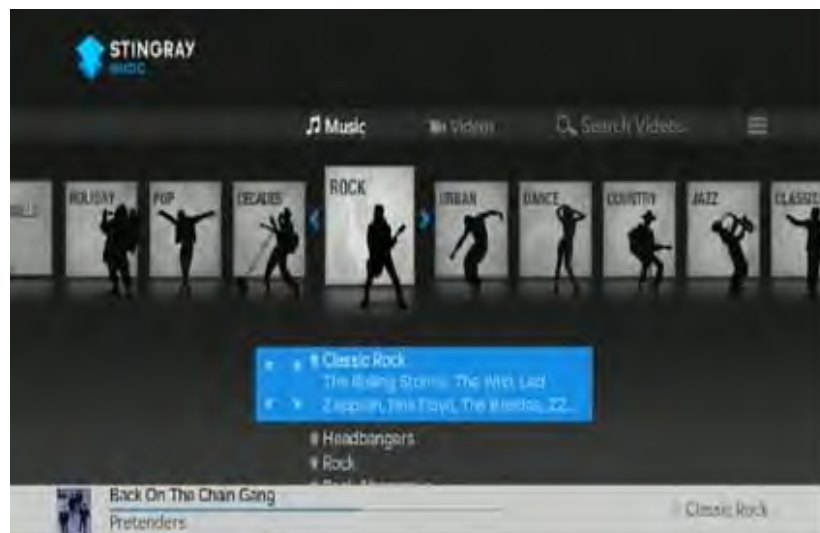 STINGRAY
MUSIC
Music
Videos
Search Videos
HOLIDAY
POP
DECADES
ROCK
URBAN
DANCE
COUNTRY
JAZZ
CLASSIC
# Classic Rock
The Rolling Stones, The Who, Led
Zeppelin, Pink Floyd, The Beatles, ZZ...
# Headbangers
# Rock
Back On The Chain Gang
Pretenders
Classic Rock